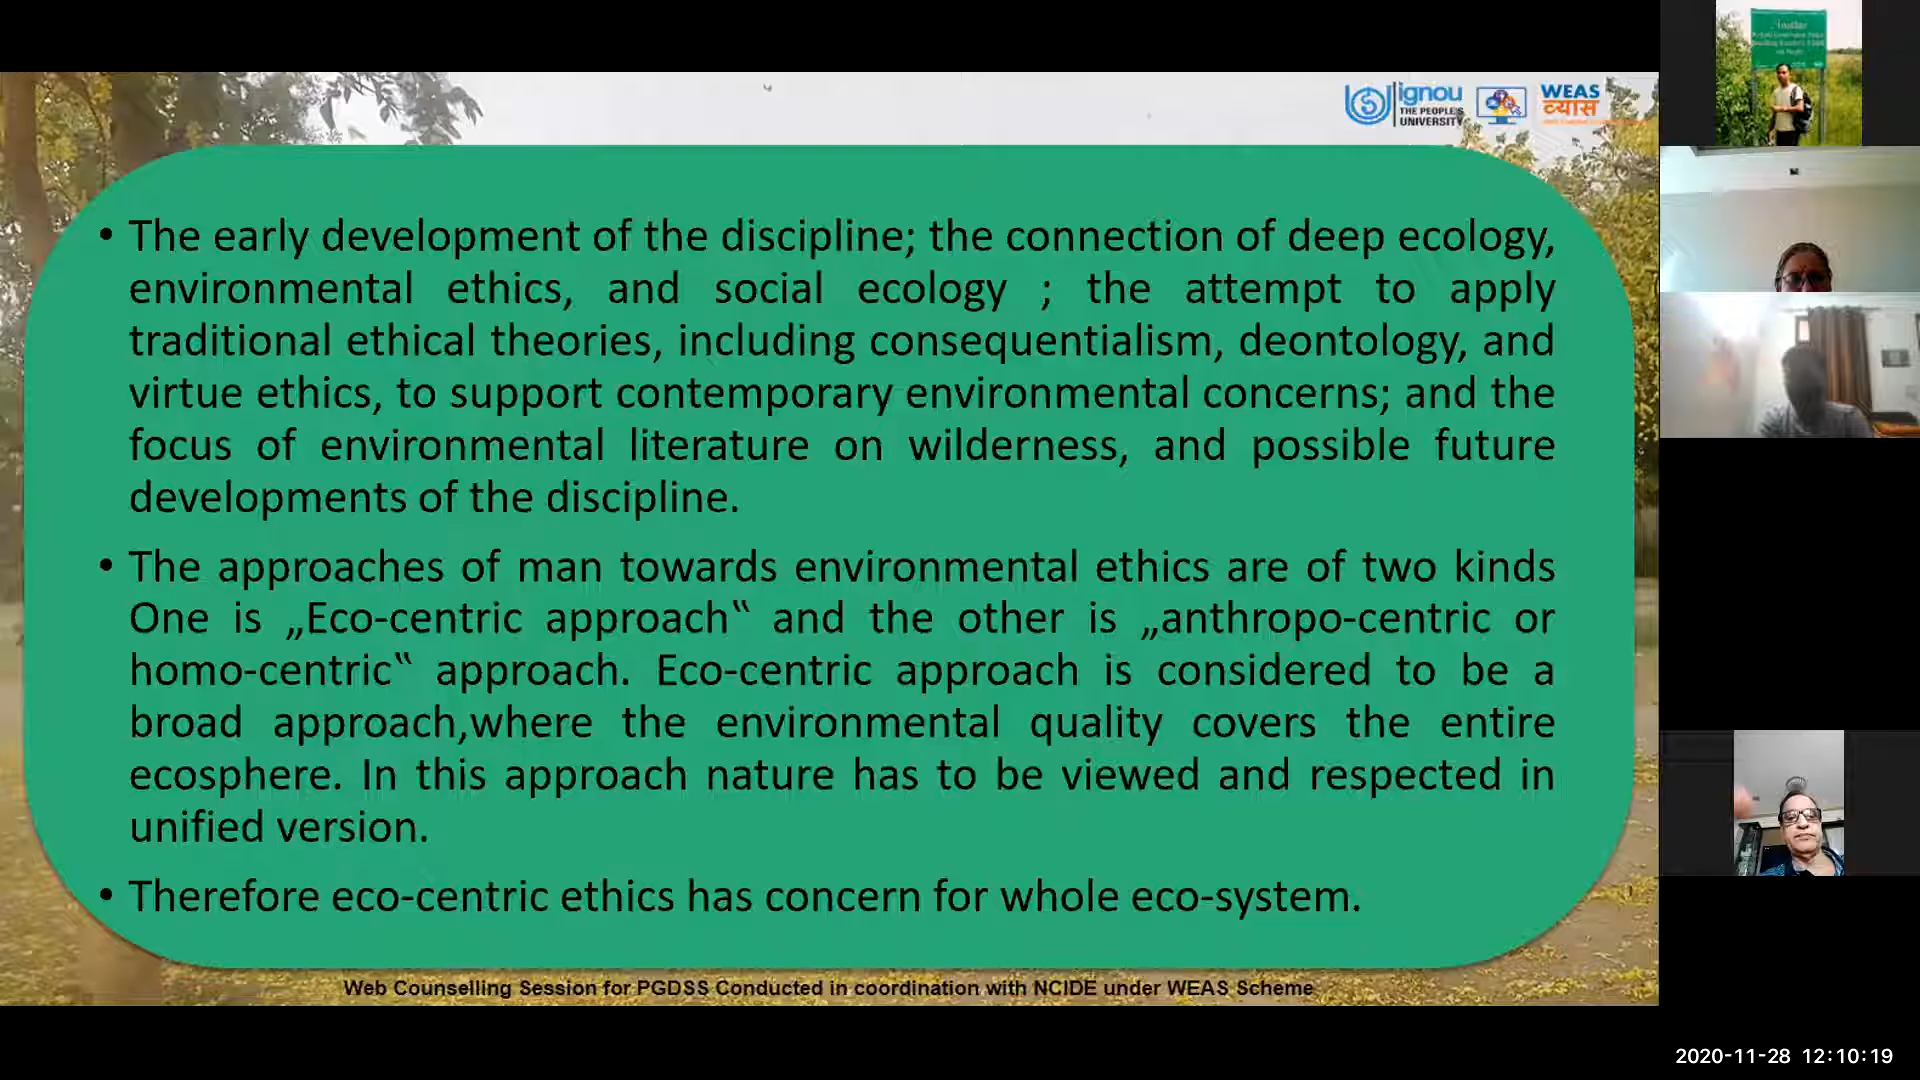 ignou
THE PEOPLE'S
UNIVERSITY
WEAS
व्यास
• The early development of the discipline; the connection of deep ecology,
environmental ethics, and social ecology ; the attempt to apply
traditional ethical theories, including consequentialism, deontology, and
virtue ethics, to support contemporary environmental concerns; and the
focus of environmental literature on wilderness, and possible future
developments of the discipline.
• The approaches of man towards environmental ethics are of two kinds
One is „Eco-centric approach‟ and the other is „anthropo-centric or
homo-centric‟ approach. Eco-centric approach is considered to be a
broad approach,where the environmental quality covers the entire
ecosphere. In this approach nature has to be viewed and respected in
unified version.
• Therefore eco-centric ethics has concern for whole eco-system.
Web Counselling Session for PGDSS Conducted in coordination with NCIDE under WEAS Scheme
2020-11-28 12:10:19